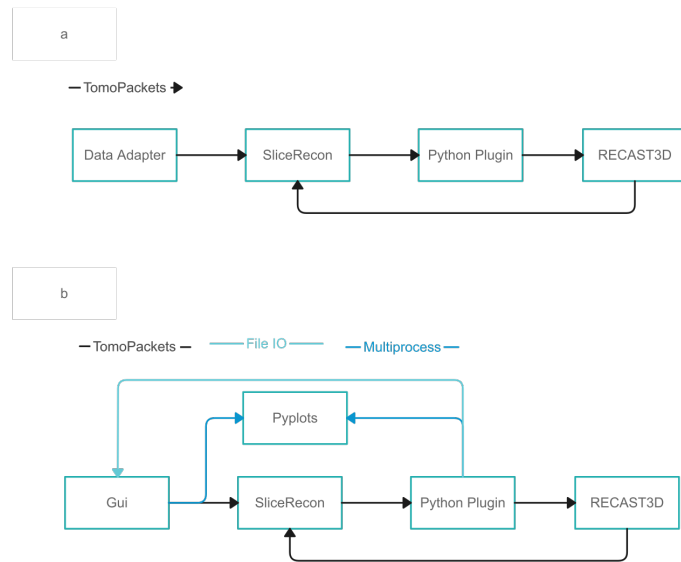 a
TomoPackets
Data Adapter
SliceRecon
Python Plugin
RECAST3D
b
TomoPackets
File IO
Multiprocess
Pyplots
Gui
SliceRecon
Python Plugin
RECAST3D